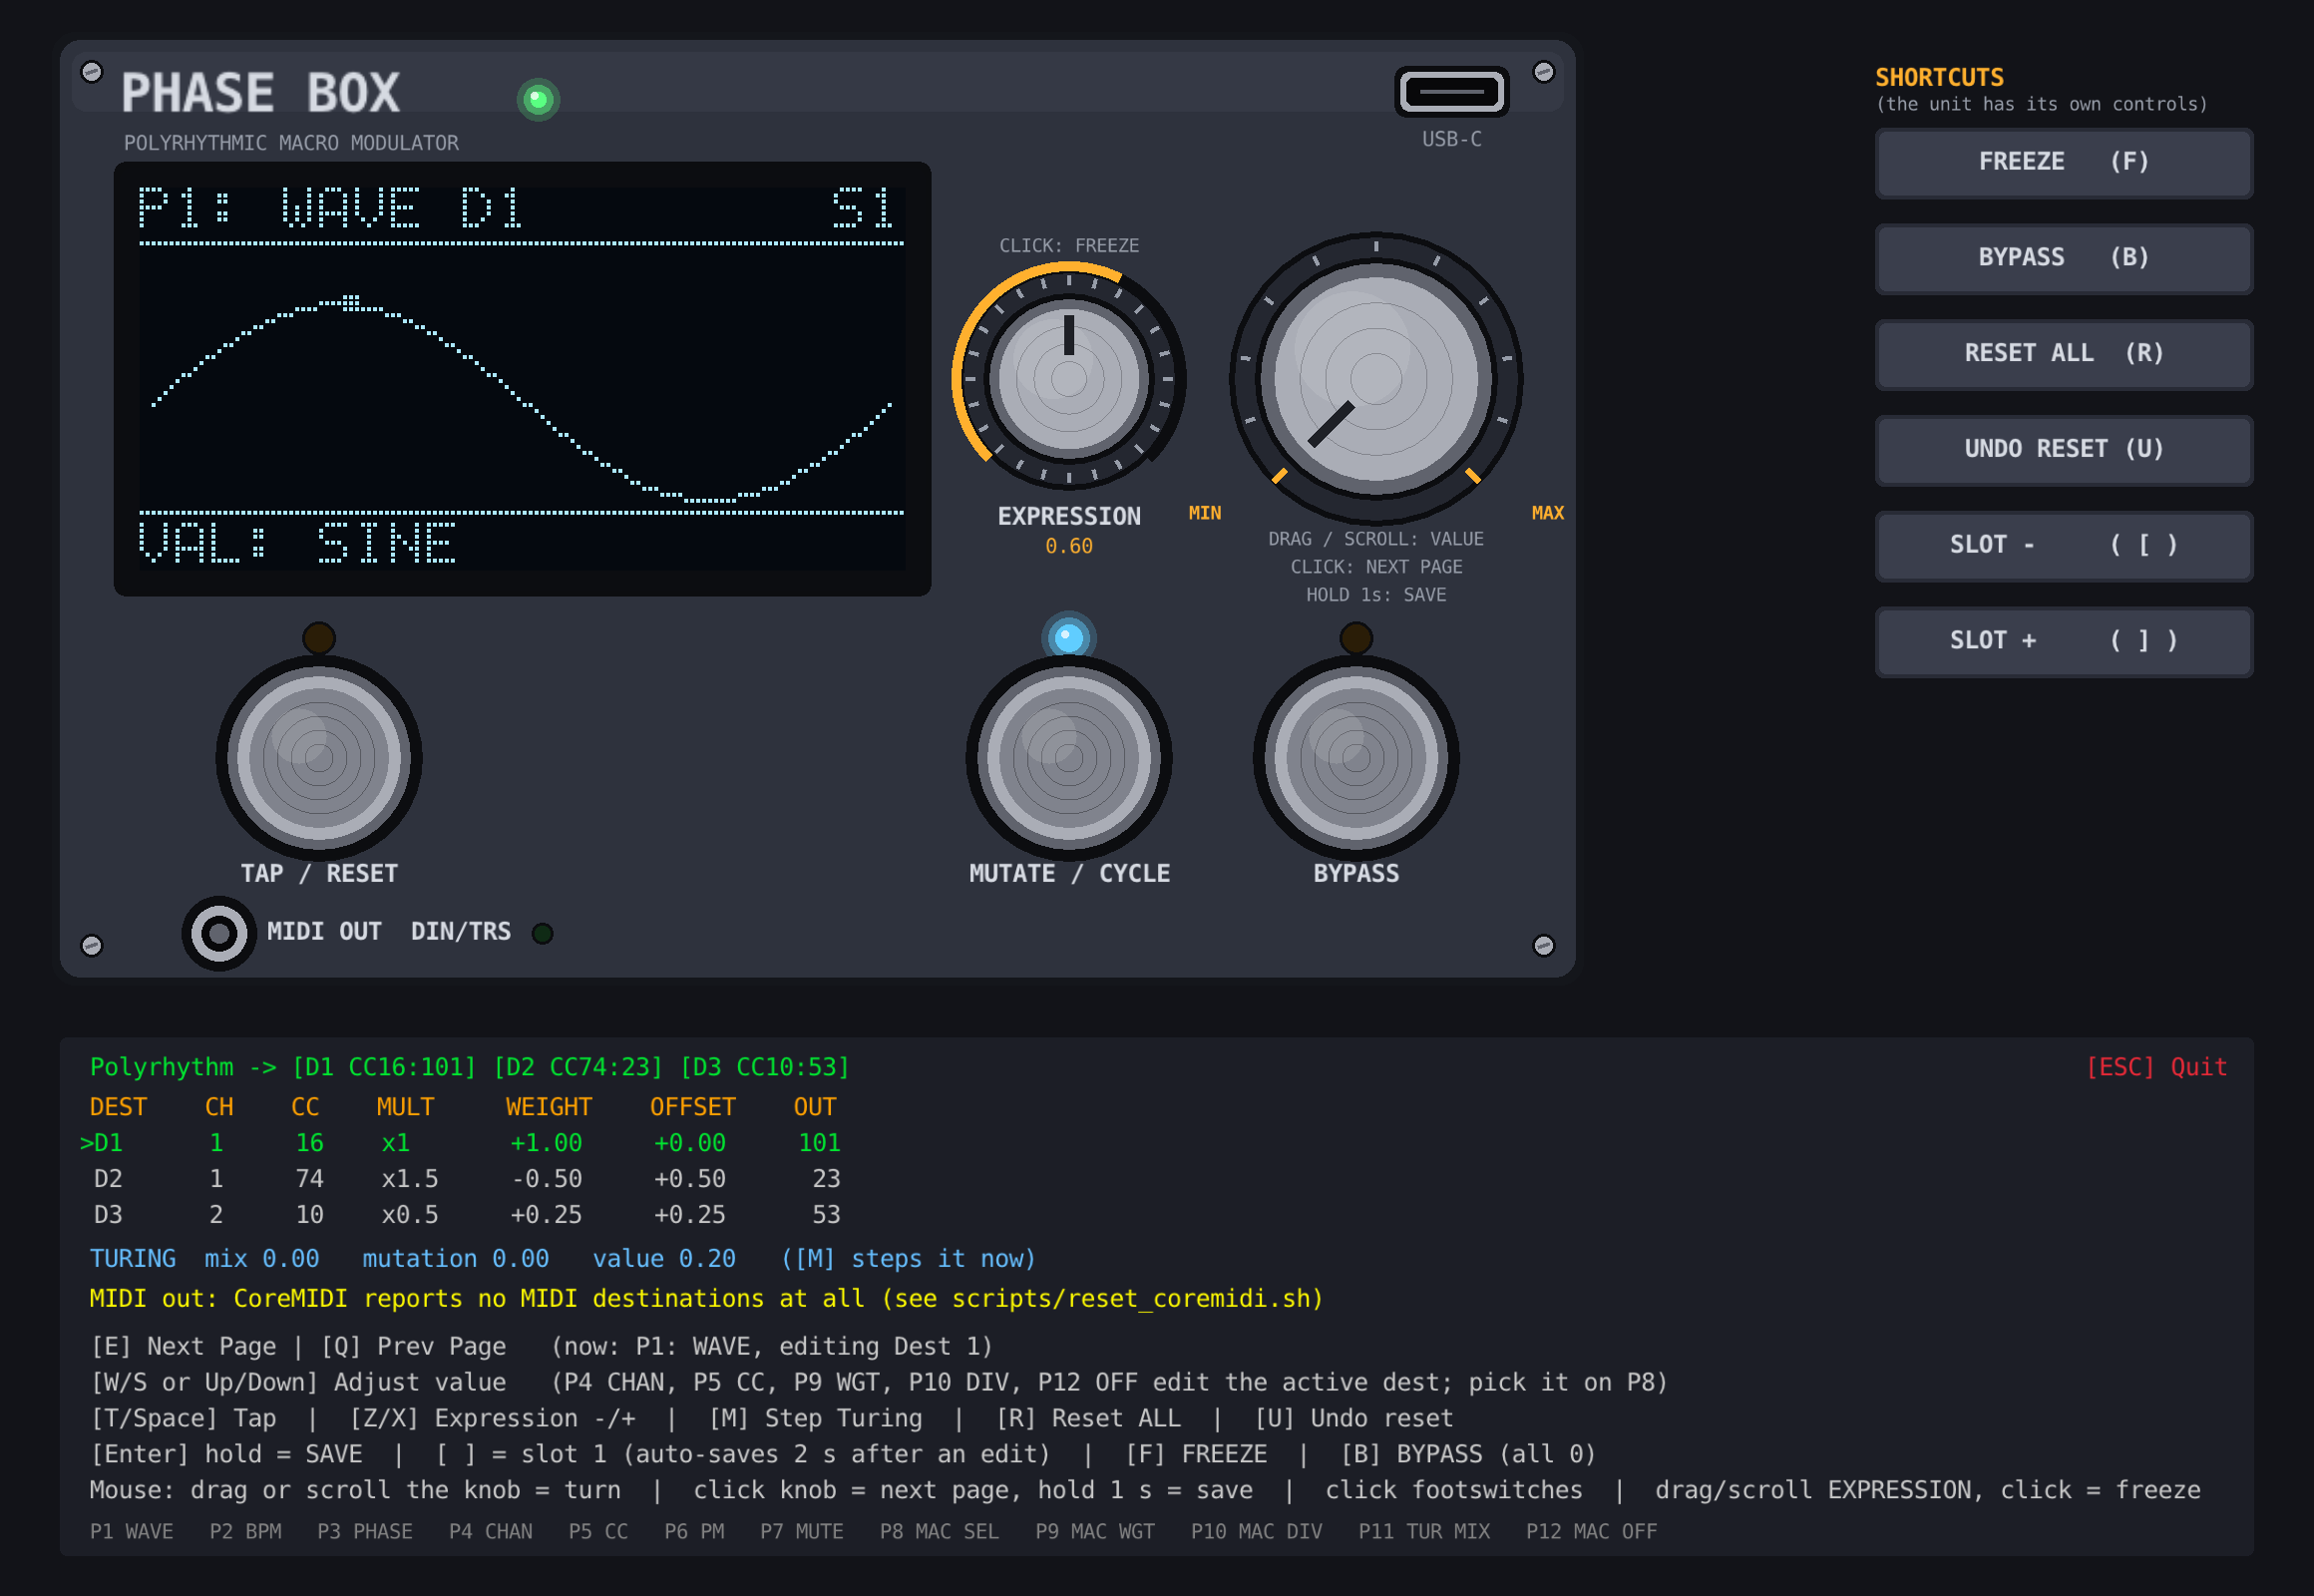 PHASE BOX
POLYRHYTHMIC MACRO MODULATOR
USB-C
P1: WAVE D1 S1
VAL: SINE
CLICK: FREEZE
EXPRESSION
0.60
MIN
MAX
DRAG / SCROLL: VALUE
CLICK: NEXT PAGE
HOLD 1s: SAVE
TAP / RESET
MUTATE / CYCLE
BYPASS
MIDI OUT DIN/TRS
SHORTCUTS
(the unit has its own controls)
FREEZE (F)
BYPASS (B)
RESET ALL (R)
UNDO RESET (U)
SLOT - ( [ )
SLOT + ( ] )
Polyrhythm -> [D1 CC16:101] [D2 CC74:23] [D3 CC10:53]
[ESC] Quit
DEST CH CC MULT WEIGHT OFFSET OUT
>D1 1 16 x1 +1.00 +0.00 101
D2 1 74 x1.5 -0.50 +0.50 23
D3 2 10 x0.5 +0.25 +0.25 53
TURING mix 0.00 mutation 0.00 value 0.20 ([M] steps it now)
MIDI out: CoreMIDI reports no MIDI destinations at all (see scripts/reset_coremidi.sh)
[E] Next Page | [Q] Prev Page (now: P1: WAVE, editing Dest 1)
[W/S or Up/Down] Adjust value (P4 CHAN, P5 CC, P9 WGT, P10 DIV, P12 OFF edit the active dest; pick it on P8)
[T/Space] Tap | [Z/X] Expression -/+ | [M] Step Turing | [R] Reset ALL | [U] Undo reset
[Enter] hold = SAVE | [ ] = slot 1 (auto-saves 2 s after an edit) | [F] FREEZE | [B] BYPASS (all 0)
Mouse: drag or scroll the knob = turn | click knob = next page, hold 1 s = save | click footswitches | drag/scroll EXPRESSION, click = freeze
P1 WAVE P2 BPM P3 PHASE P4 CHAN P5 CC P6 PM P7 MUTE P8 MAC SEL P9 MAC WGT P10 MAC DIV P11 TUR MIX P12 MAC OFF